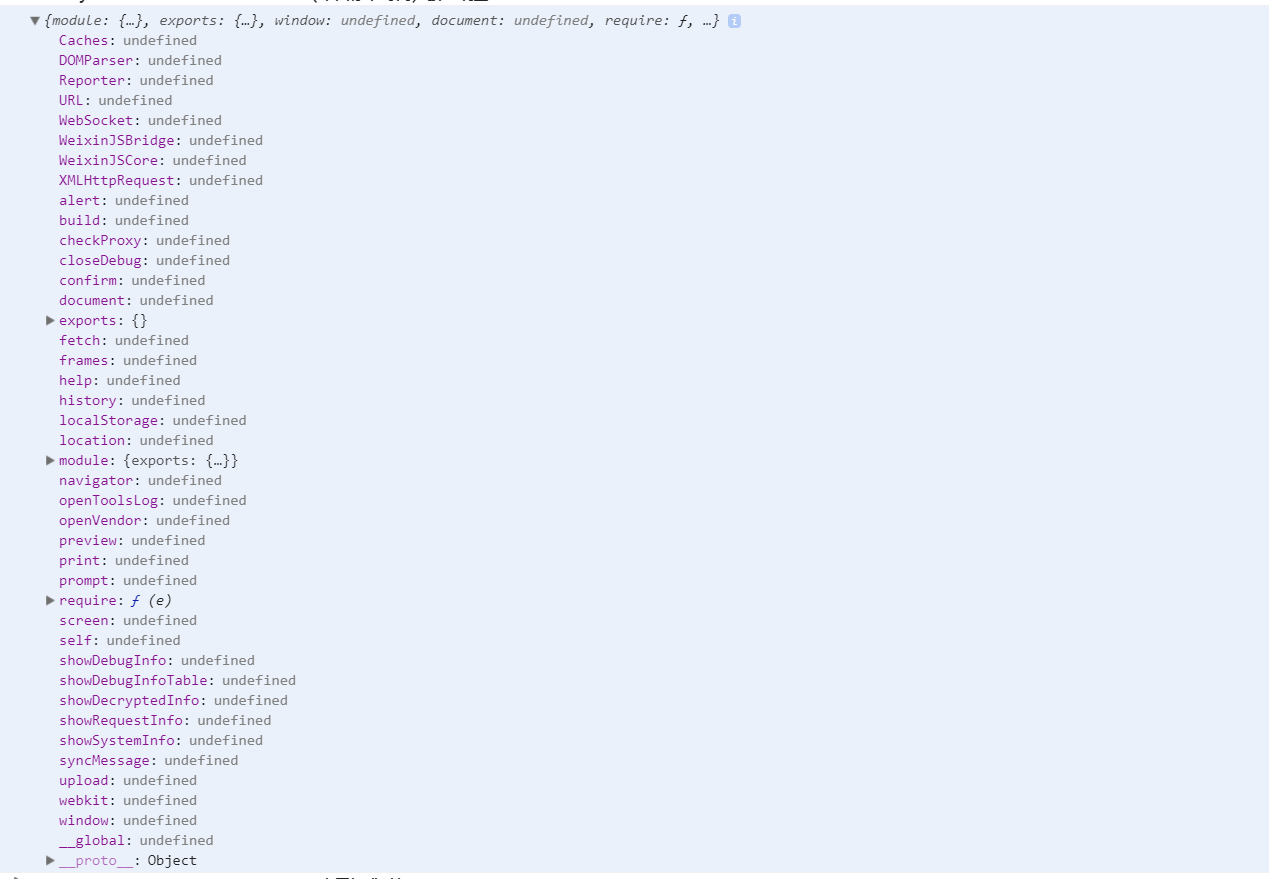 ▼{module: {…}, exports: {…}, window: undefined, document: undefined, require: ƒ, …} i
Caches: undefined
DOMParser: undefined
Reporter: undefined
URL: undefined
WebSocket: undefined
WeixinJSBridge: undefined
WeixinJSCore: undefined
XMLHttpRequest: undefined
alert: undefined
build: undefined
checkProxy: undefined
closeDebug: undefined
confirm: undefined
document: undefined
▶exports: {}
fetch: undefined
frames: undefined
help: undefined
history: undefined
localStorage: undefined
location: undefined
▶module: {exports: {…}}
navigator: undefined
openToolsLog: undefined
openVendor: undefined
preview: undefined
print: undefined
prompt: undefined
▶require: ƒ (e)
screen: undefined
self: undefined
showDebugInfo: undefined
showDebugInfoTable: undefined
showDecryptedInfo: undefined
showRequestInfo: undefined
showSystemInfo: undefined
syncMessage: undefined
upload: undefined
webkit: undefined
window: undefined
__global: undefined
▶__proto__: Object